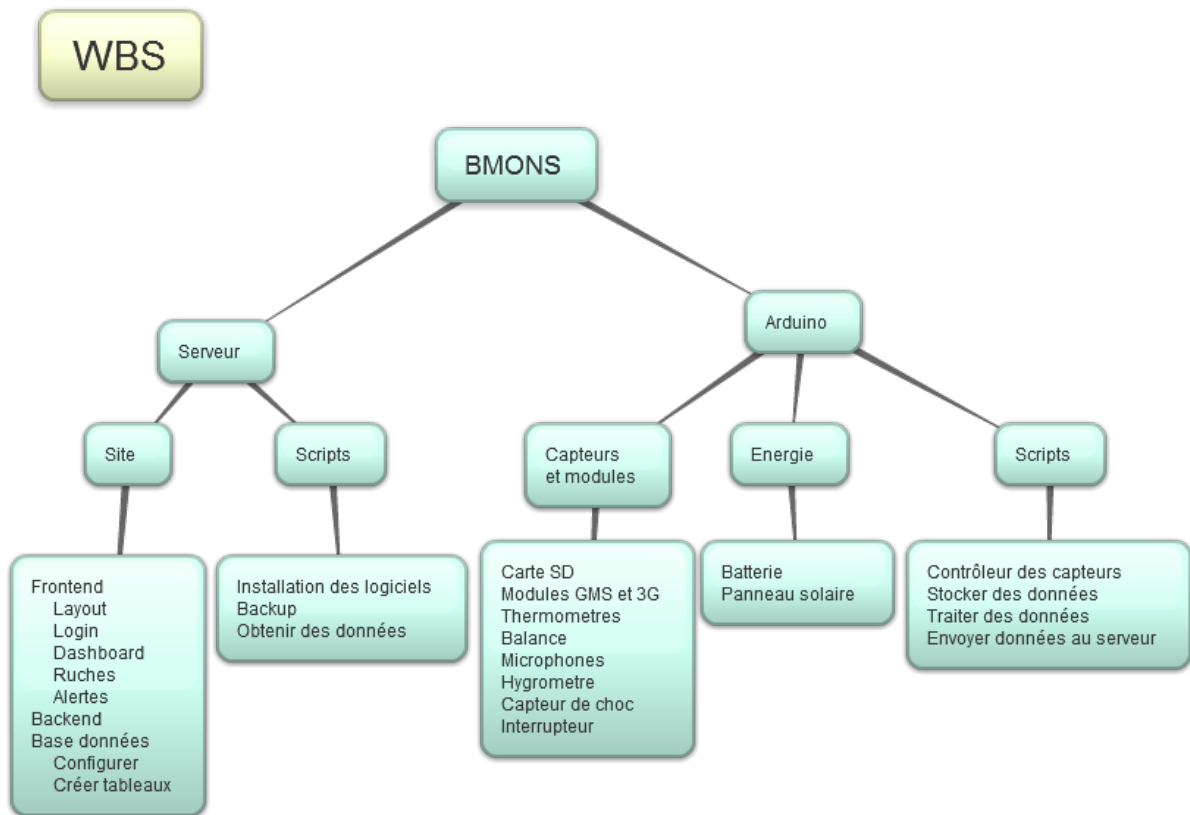 WBS
BMONS
Serveur
Arduino
Site
Scripts
Capteurs
et modules
Energie
Scripts
Frontend
Layout
Login
Dashboard
Ruches
Alertes
Backend
Base données
Configurer
Créer tableaux
Installation des logiciels
Backup
Obtenir des données
Carte SD
Modules GMS et 3G
Thermometres
Balance
Microphones
Hygrometre
Capteur de choc
Interrupteur
Batterie
Panneau solaire
Contrôleur des capteurs
Stocker des données
Traiter des données
Envoyer données au serveur